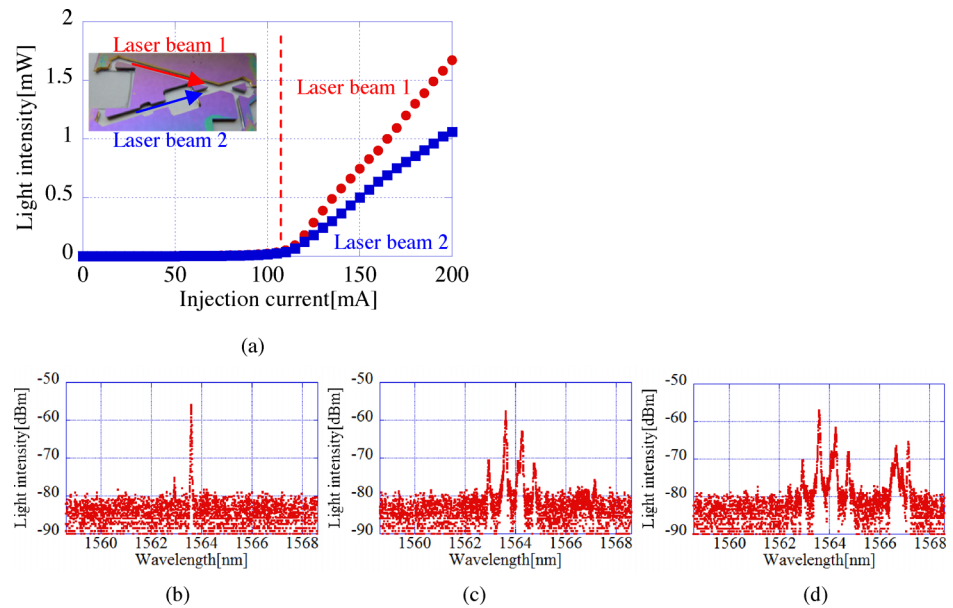 2
1.5
1
0.5
0
Light intensity[mW]
Laser beam 1
Laser beam 2
Laser beam 1
Laser beam 2
0 50 100 150 200
Injection current[mA]
(a)
-50
-60
-70
-80
-90
Light intensity[dBm]
1560 1562 1564 1566 1568
Wavelength[nm]
(b)
-50
-60
-70
-80
-90
Light intensity[dBm]
1560 1562 1564 1566 1568
Wavelength[nm]
(c)
-50
-60
-70
-80
-90
Light intensity[dBm]
1560 1562 1564 1566 1568
Wavelength[nm]
(d)